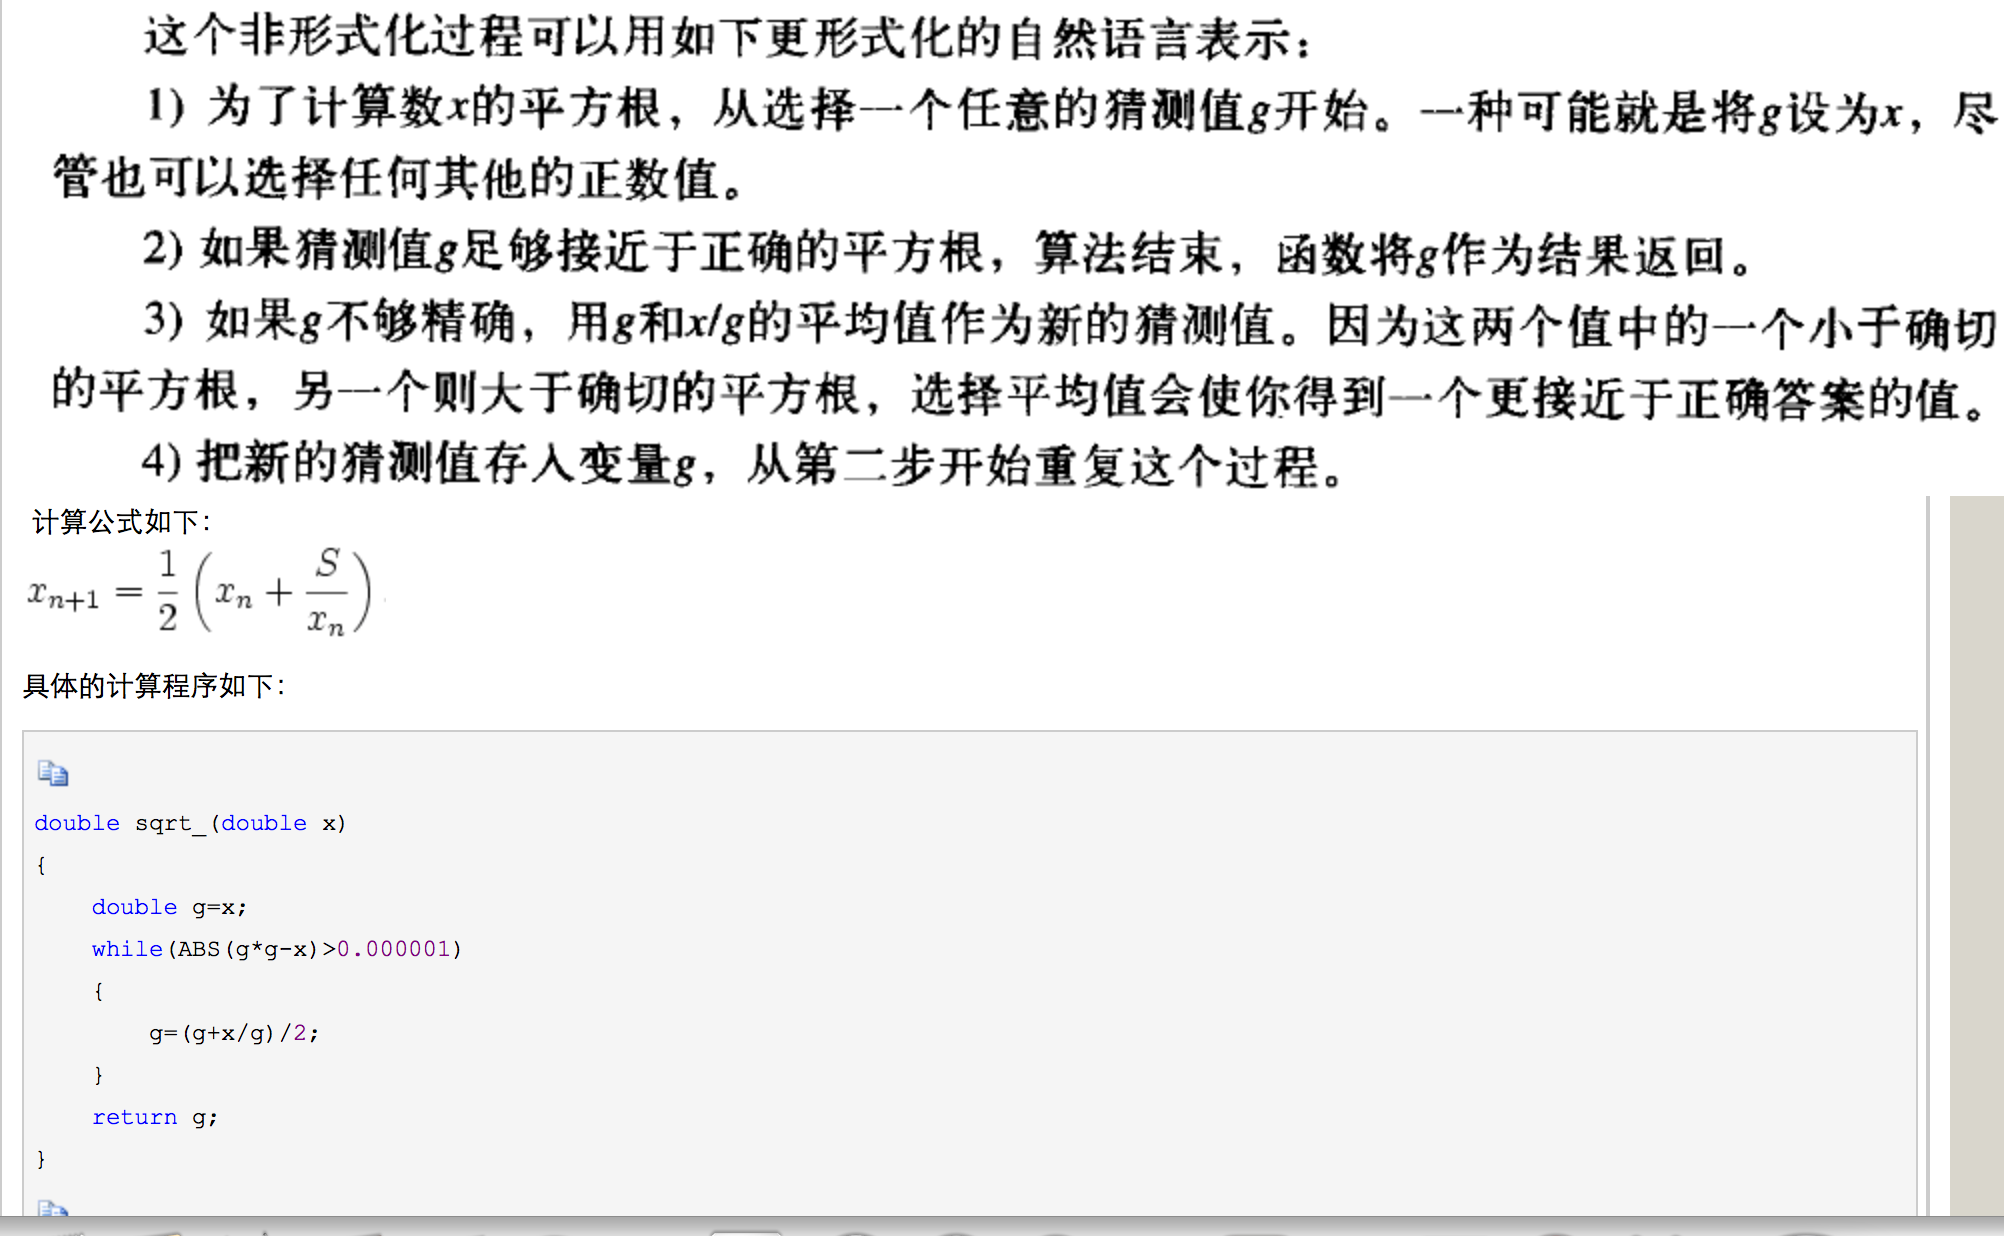 这个非形式化过程可以用如下更形式化的自然语言表示：
1) 为了计算数x的平方根，从选择一个任意的猜测值g开始。一种可能就是将g设为x，尽
管也可以选择任何其他的正数值。
2) 如果猜测值g足够接近于正确的平方根，算法结束，函数将g作为结果返回。
3) 如果g不够精确，用g和x/g的平均值作为新的猜测值。因为这两个值中的一个小于确切
的平方根，另一个则大于确切的平方根，选择平均值会使你得到一个更接近于正确答案的值。
4) 把新的猜测值存入变量g，从第二步开始重复这个过程。
计算公式如下：
x_{n+1} = \frac{1}{2} \left( x_n + \frac{S}{x_n} \right)
具体的计算程序如下：
double sqrt_(double x)
{
    double g=x;
    while(ABS(g*g-x)>0.000001)
    {
        g=(g+x/g)/2;
    }
    return g;
}